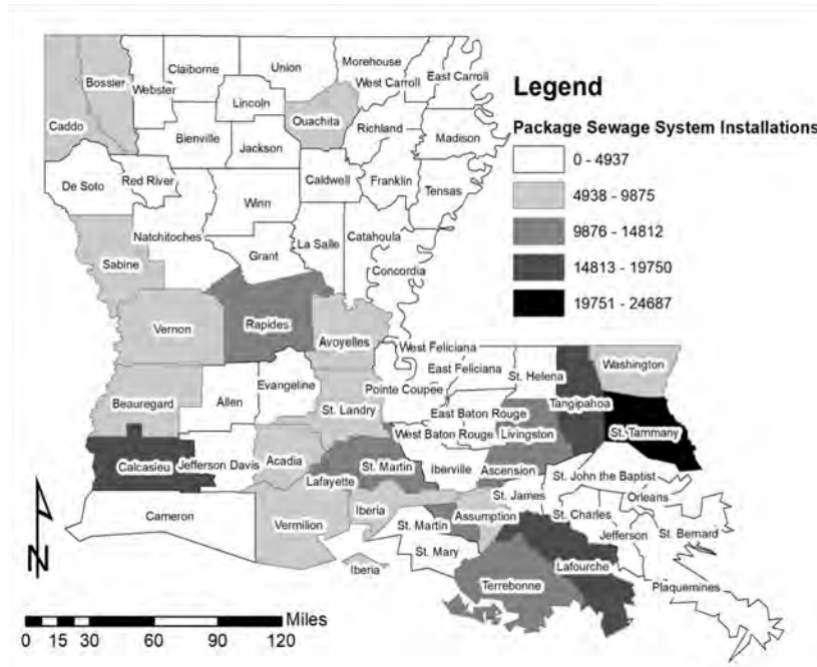 Claiborne
Union
Morehouse
West Carroll
East Carroll
Bossier
Webster
Lincoln
Ouachita
Caddo
Richland
Madison
Bienville
Jackson
De Soto
Red River
Caldwell
Franklin
Tensas
Winn
Natchitoches
La Salle
Catahoula
Grant
Sabine
Concordia
Vernon
Rapides
Avoyelles
West Feliciana
East Feliciana
St. Helena
Washington
Evangeline
Pointe Coupee
Tangipahoa
Beauregard
Allen
St. Landry
East Baton Rouge
West Baton Rouge
Livingston
St. Tammany
Calcasieu
Jefferson Davis
Acadia
St. Martin
Iberville
Ascension
Lafayette
St. John the Baptist
St. James
Orleans
Cameron
Vermilion
Iberia
St. Martin
Assumption
St. Charles
Jefferson
St. Bernard
St. Mary
Iberia
Lafourche
Terrebonne
Plaquemines
Legend
Package Sewage System Installations
0 - 4937
4938 - 9875
9876 - 14812
14813 - 19750
19751 - 24687
N
Miles
0 15 30 60 90 120